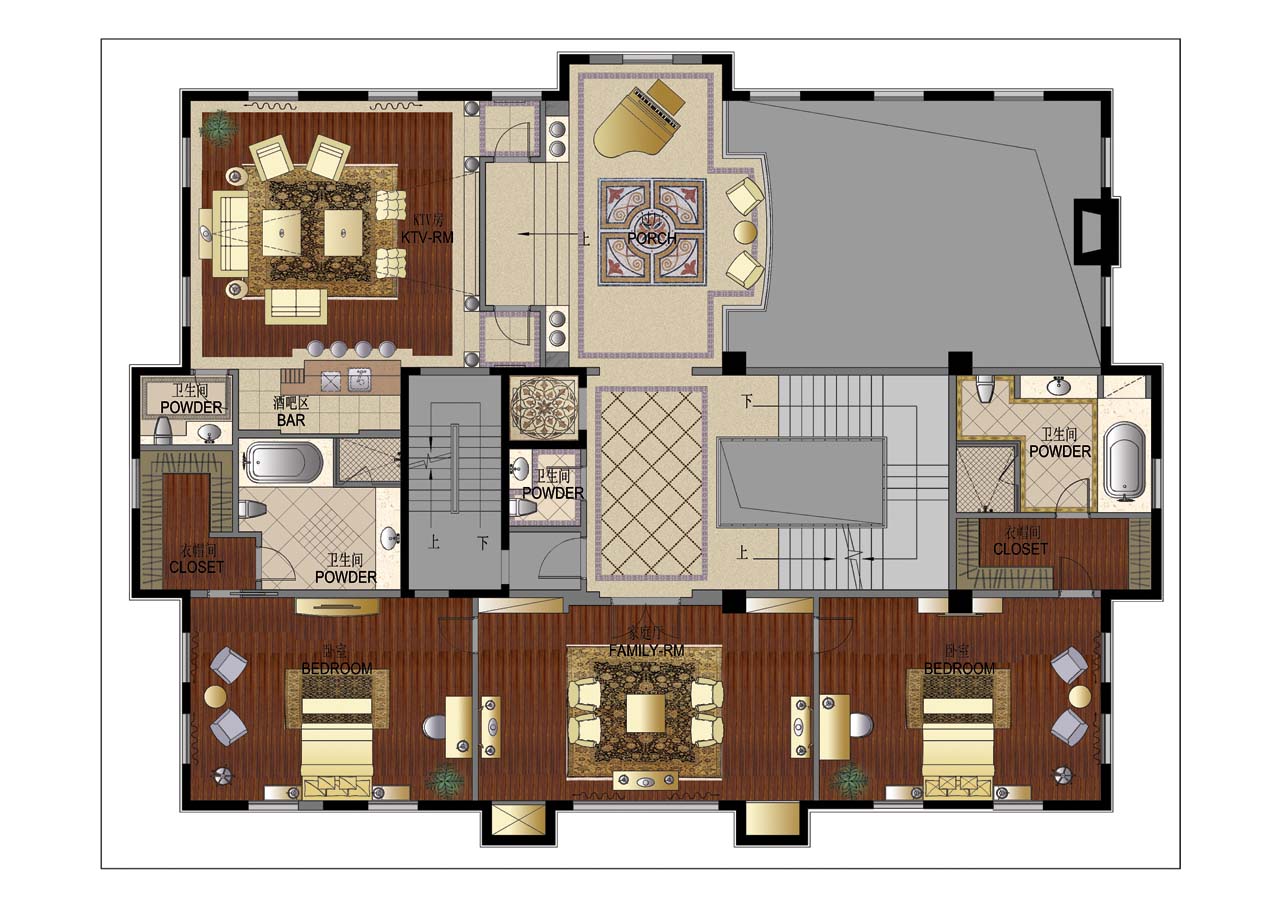 KTV房
KTV-RM
上
过厅
PORCH
卫生间
POWDER
酒吧区
BAR
下
卫生间
POWDER
卫生间
POWDER
衣帽间
CLOSET
卫生间
POWDER
上
下
上
衣帽间
CLOSET
卧室
BEDROOM
家庭厅
FAMILY-RM
卧室
BEDROOM